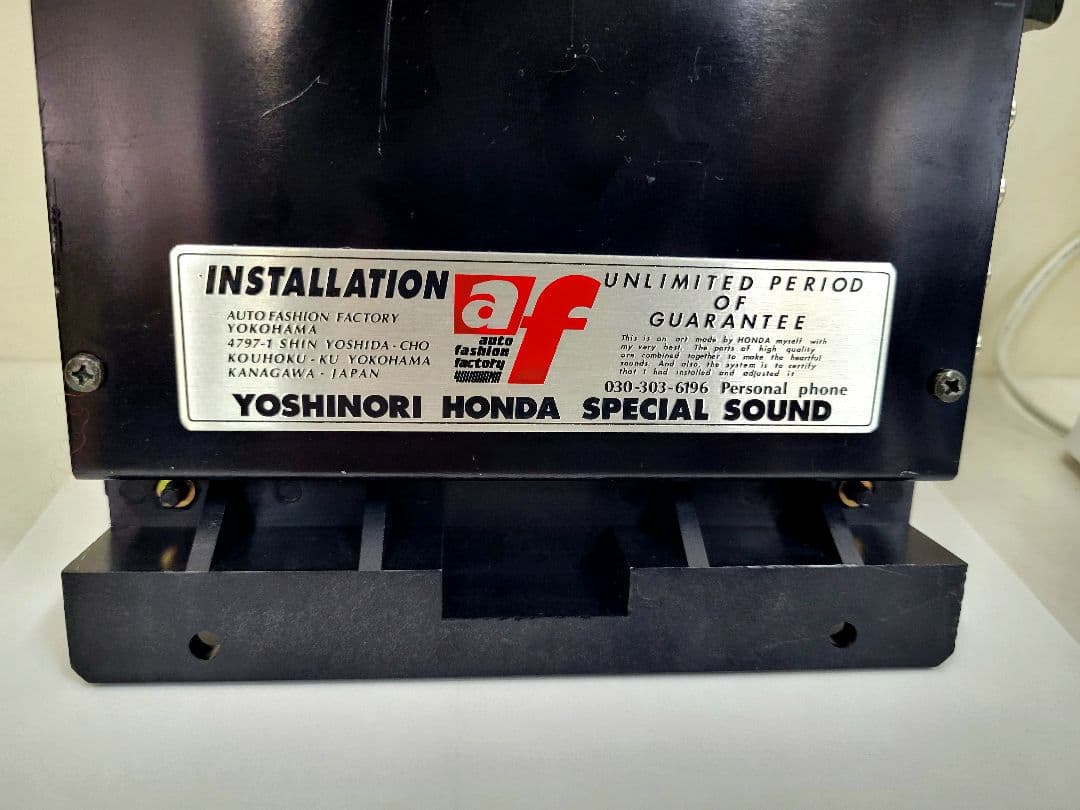 INSTALLATION
AUTO FASHION FACTORY
YOKOHAMA
4797-1 SHIN YOSHIDA-CHO
KOUHOKU-KU YOKOHAMA
KANAGAWA-JAPAN
af
auto
fashion
factory
YOKOHAMA
UNLIMITED PERIOD
OF
GUARANTEE
This is an art made by HONDA myself with
my very best. The parts of high quality
are combined together to make the heartful
sounds. And also, the system is to certify
that I had installed and adjusted it
030-303-6196 Personal phone
YOSHINORI HONDA SPECIAL SOUND